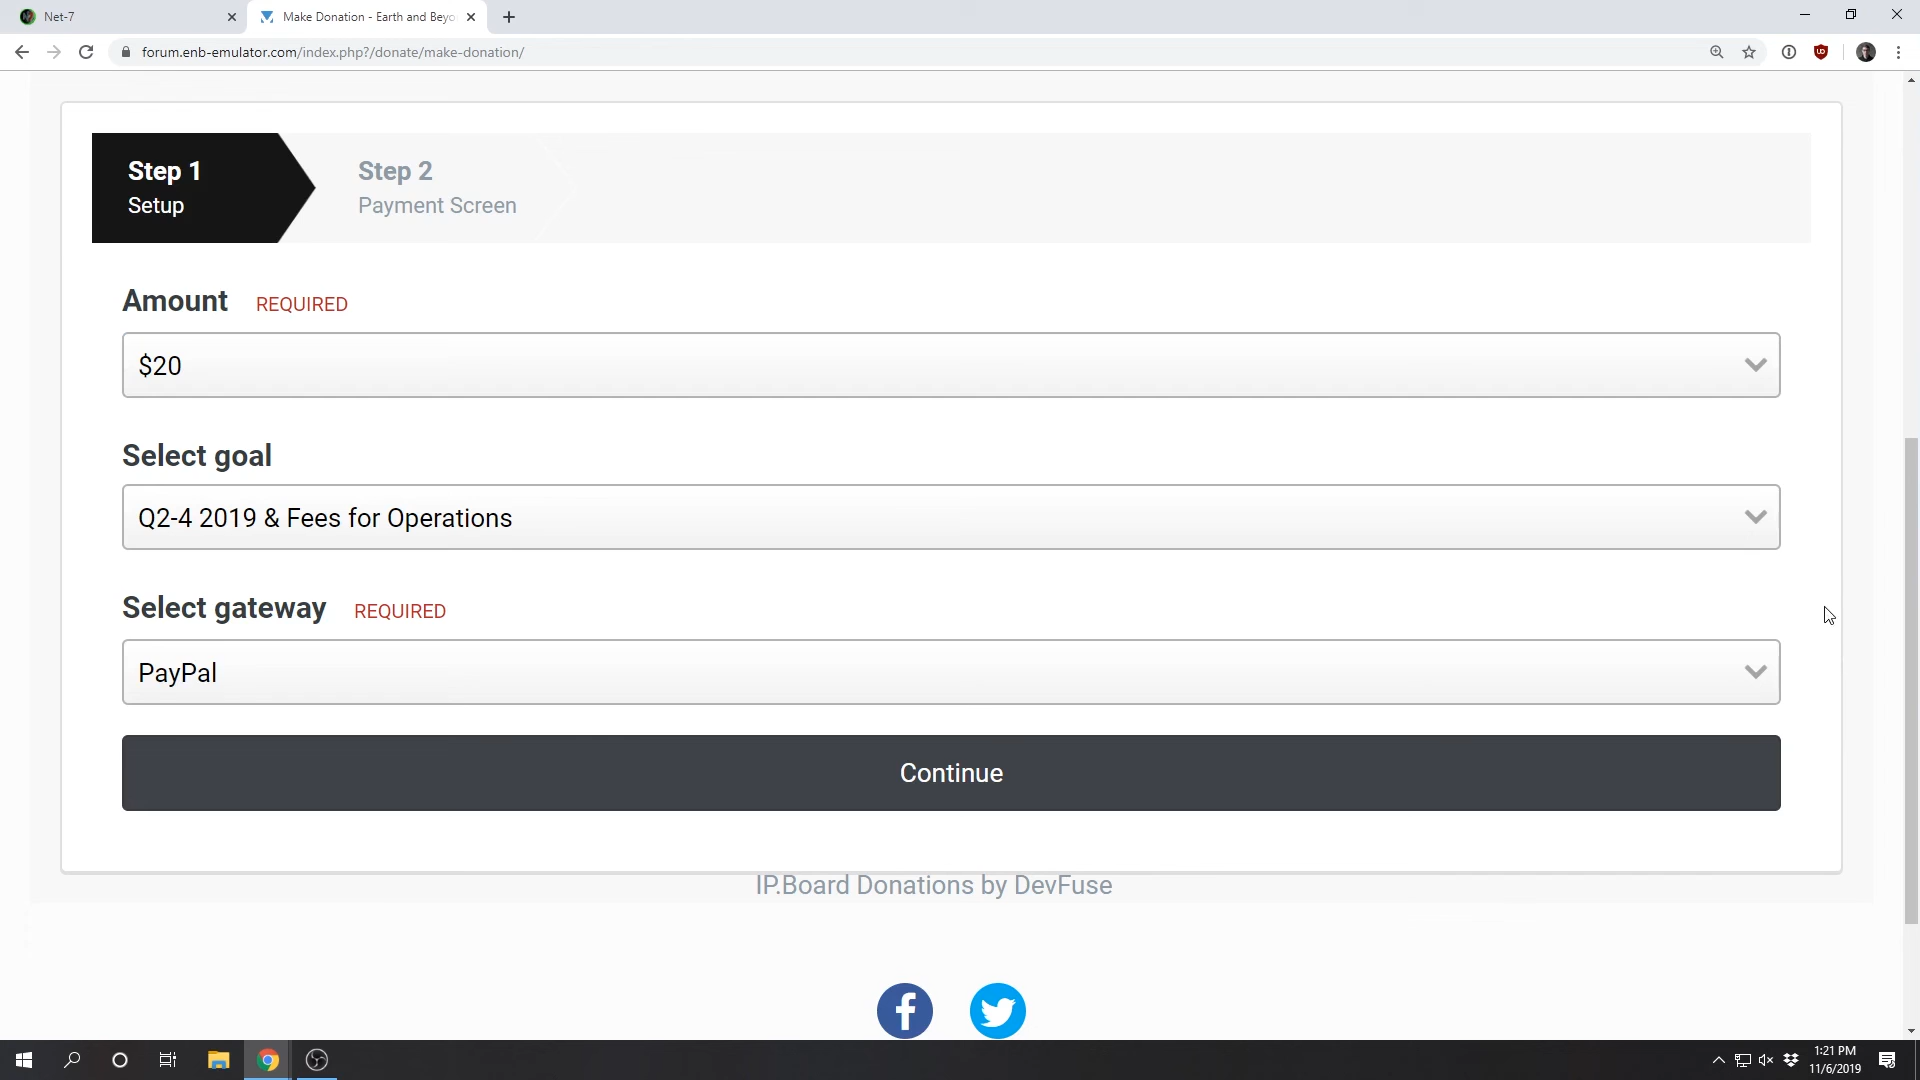 Net-7
Make Donation - Earth and Beyo
forum.enb-emulator.com/index.php?/donate/make-donation/
Step 1
Setup
Step 2
Payment Screen
Amount REQUIRED
$20
Select goal
Q2-4 2019 & Fees for Operations
Select gateway REQUIRED
PayPal
Continue
IP.Board Donations by DevFuse
1:21 PM
11/6/2019